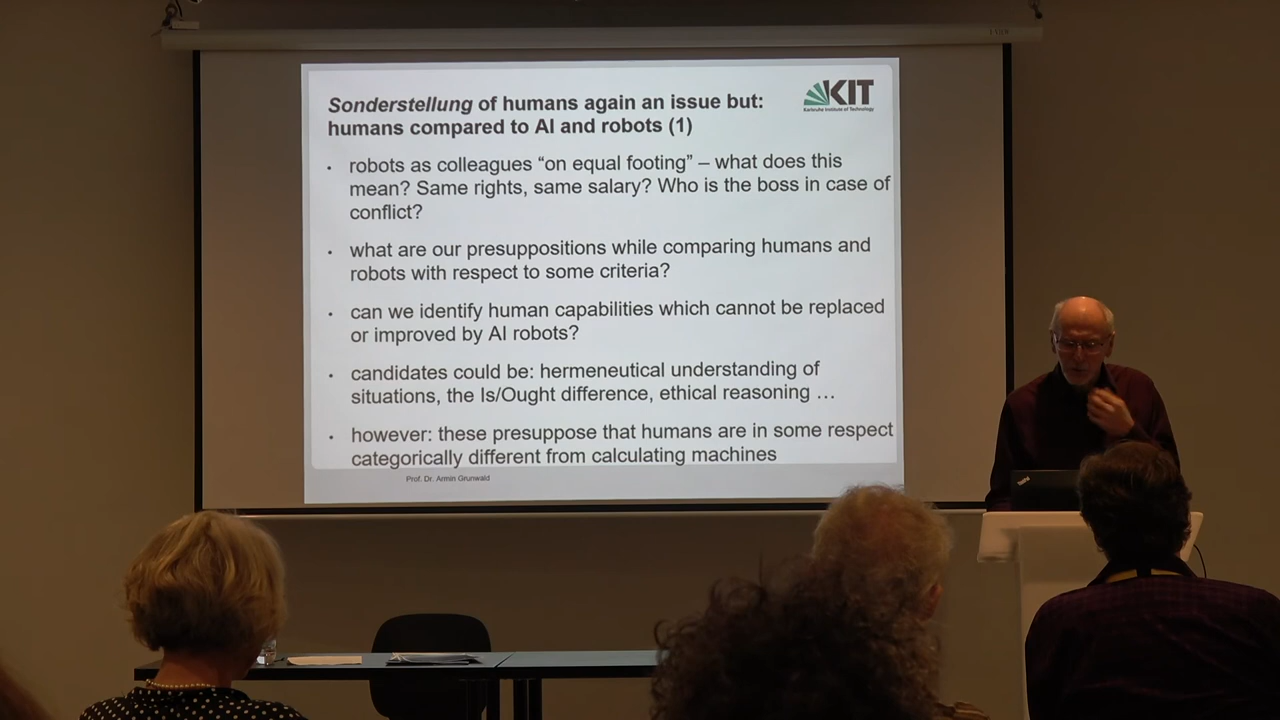 Sonderstellung of humans again an issue but:
humans compared to AI and robots (1)
KIT
Karlsruhe Institute of Technology
• robots as colleagues “on equal footing” – what does this
mean? Same rights, same salary? Who is the boss in case of
conflict?
• what are our presuppositions while comparing humans and
robots with respect to some criteria?
• can we identify human capabilities which cannot be replaced
or improved by AI robots?
• candidates could be: hermeneutical understanding of
situations, the Is/Ought difference, ethical reasoning …
• however: these presuppose that humans are in some respect
categorically different from calculating machines
Prof. Dr. Armin Grunwald